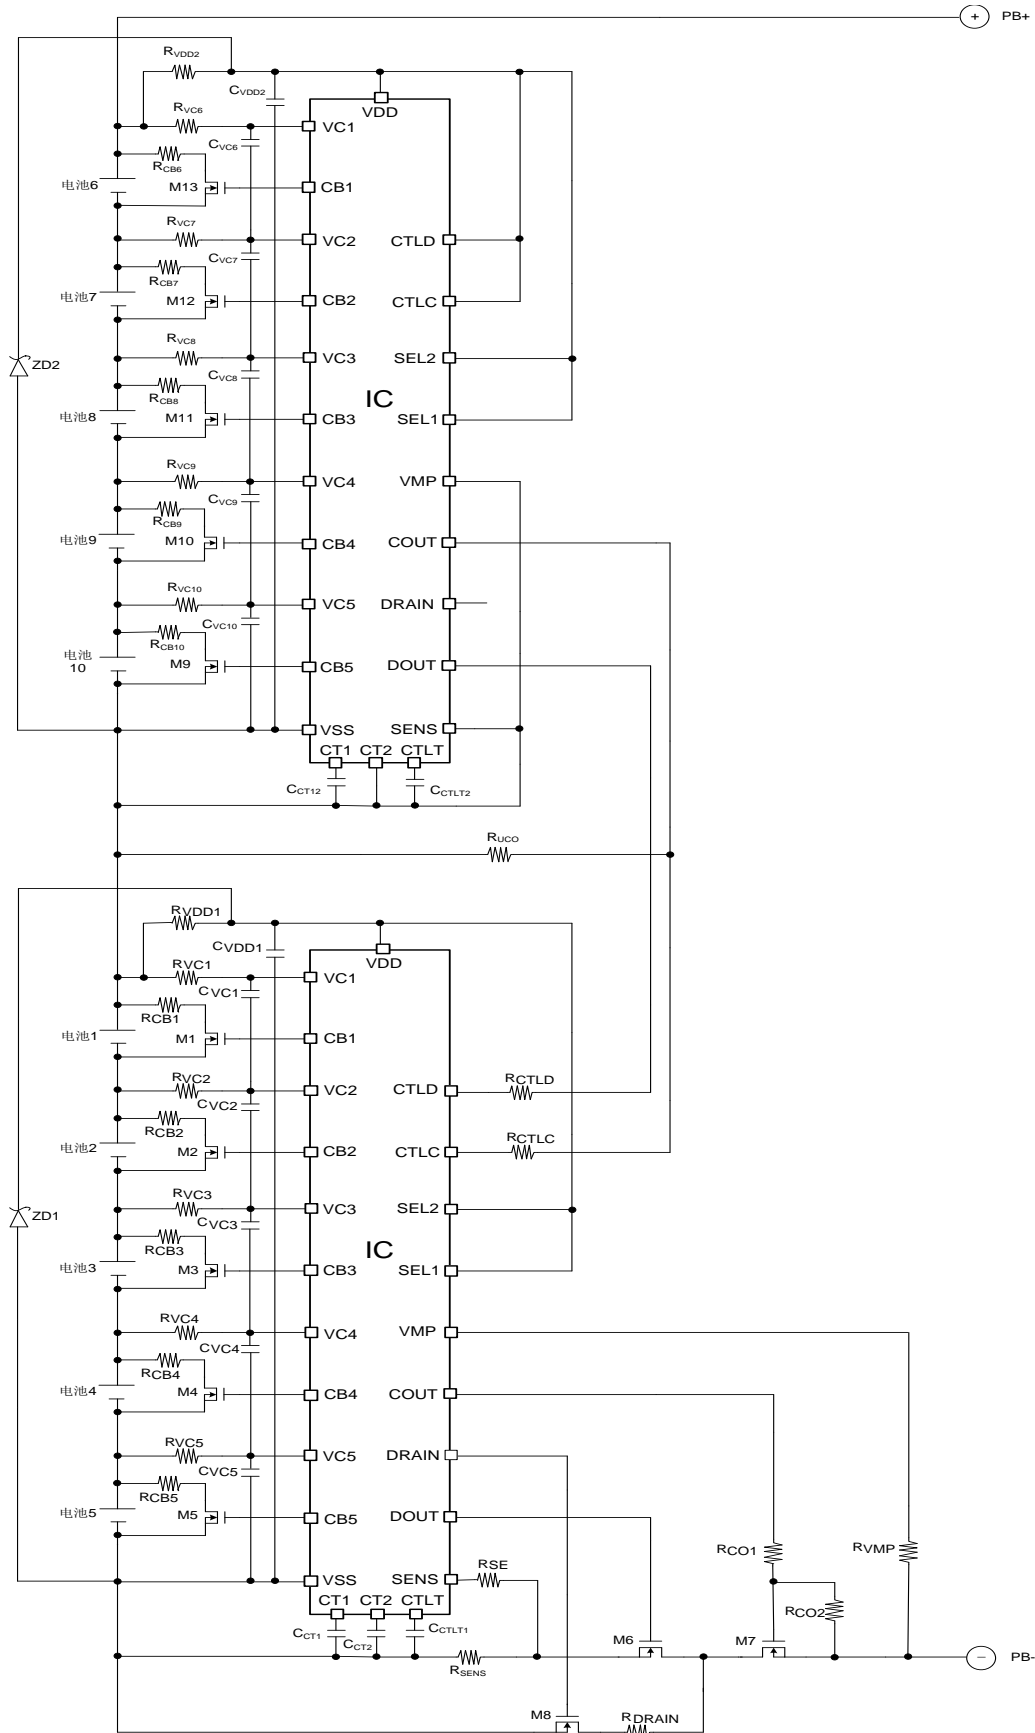 PB+
RVDD2
CVDD2
VDD
RVC6
CVC6
VC1
RCB6
电池6
M13
CB1
RVC7
CVC7
VC2
CTLD
RCB7
电池7
M12
CB2
CTLC
RVC8
CVC8
VC3
SEL2
ZD2
RCB8
电池8
M11
CB3
IC
SEL1
RVC9
CVC9
VC4
VMP
RCB9
电池9
M10
CB4
COUT
RVC10
CVC10
VC5
DRAIN
RCB10
电池
10
M9
CB5
DOUT
VSS
SENS
CT1
CT2
CTLT
CCT12
CCTLT2
RUCO
RVDD1
CVDD1
VDD
RVC1
CVC1
VC1
RCB1
电池1
M1
CB1
RVC2
CVC2
VC2
CTLD
RCTLD
RCB2
电池2
M2
CB2
CTLC
RCTLC
RVC3
CVC3
VC3
SEL2
ZD1
RCB3
电池3
M3
CB3
IC
SEL1
RVC4
CVC4
VC4
VMP
RCB4
电池4
M4
CB4
COUT
RVC5
CVC5
VC5
DRAIN
RCB5
电池5
M5
CB5
DOUT
RCO1
RVMP
VSS
SENS
RSE
RCO2
CT1
CT2
CTLT
CCT1
CCT2
CCTLT1
RSENS
M6
M7
PB-
M8
RDRAIN